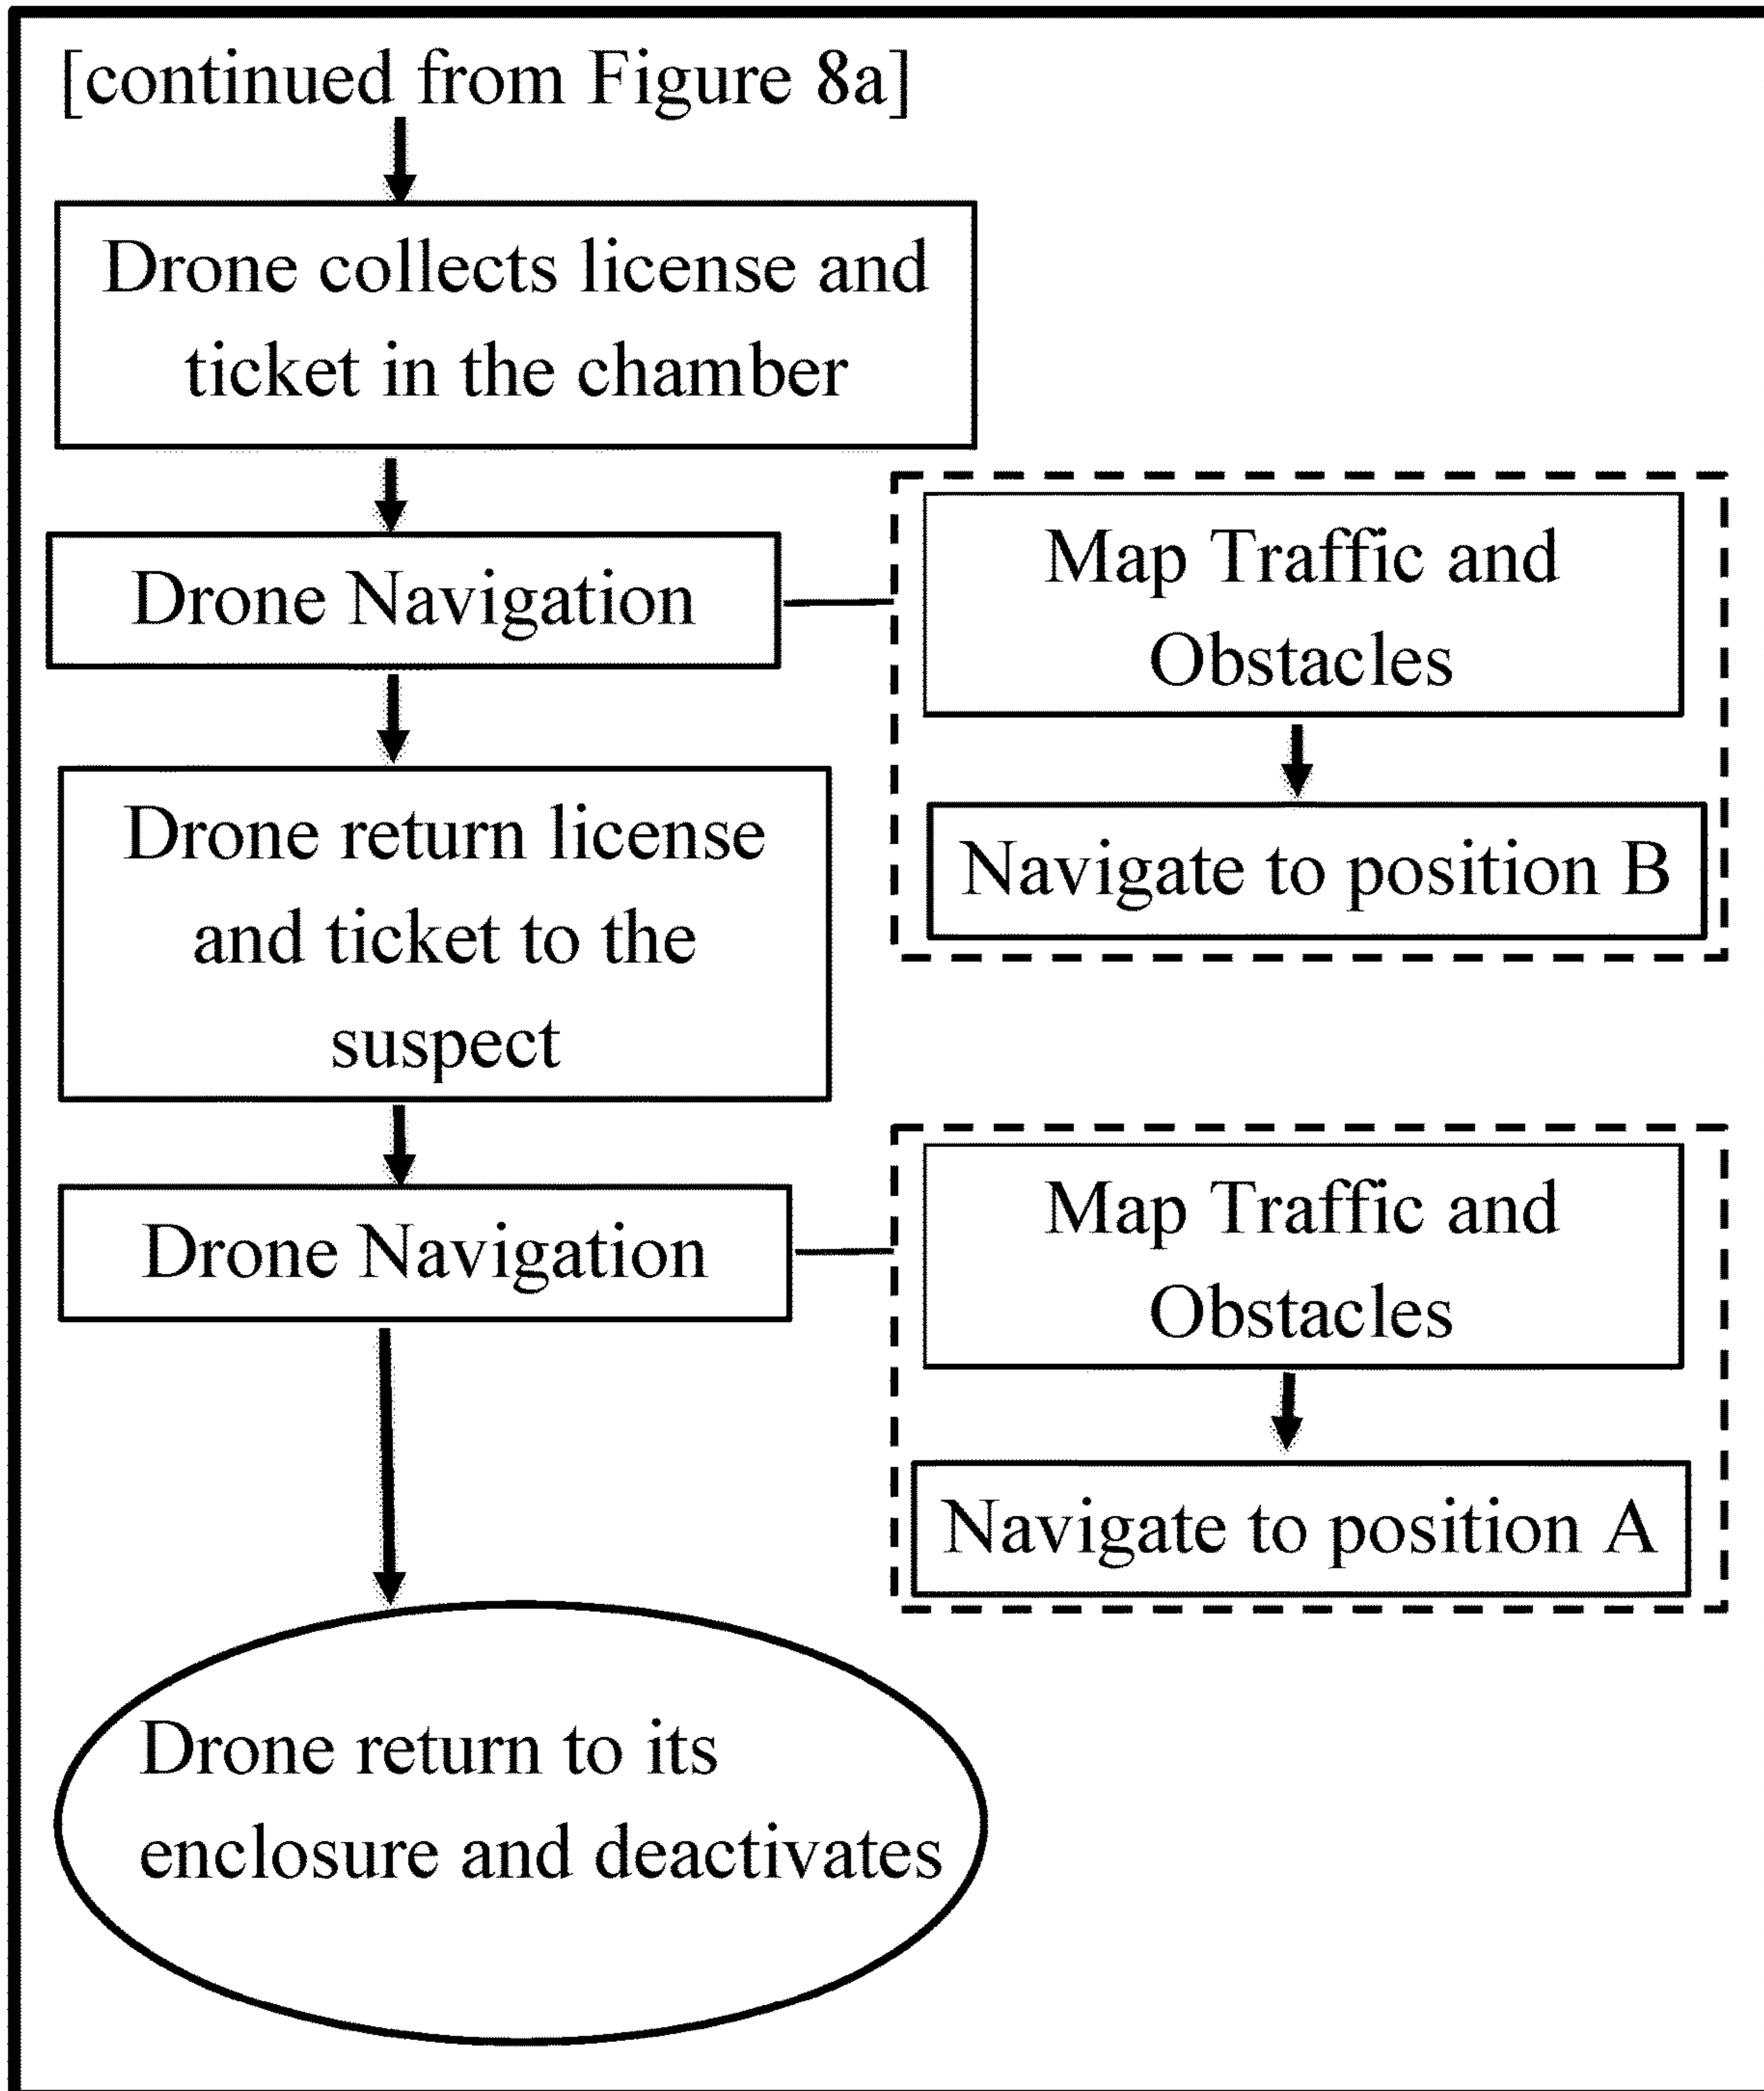 [continued from Figure 8a]
Drone collects license and
ticket in the chamber
Drone Navigation
Map Traffic and
Obstacles
Navigate to position B
Drone return license
and ticket to the
suspect
Drone Navigation
Map Traffic and
Obstacles
Navigate to position A
Drone return to its
enclosure and deactivates